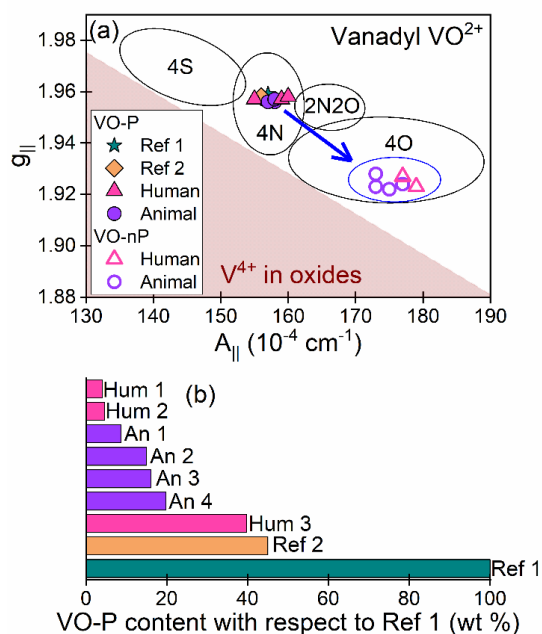 (a)
Vanadyl VO²⁺
4S
4N
2N2O
4O
VO-P
Ref 1
Ref 2
Human
Animal
VO-nP
Human
Animal
V⁴⁺ in oxides
g||
1.98
1.96
1.94
1.92
1.90
1.88
130 140 150 160 170 180 190
A|| (10⁻⁴ cm⁻¹)
(b)
Hum 1
Hum 2
An 1
An 2
An 3
An 4
Hum 3
Ref 2
Ref 1
0 20 40 60 80 100
VO-P content with respect to Ref 1 (wt %)